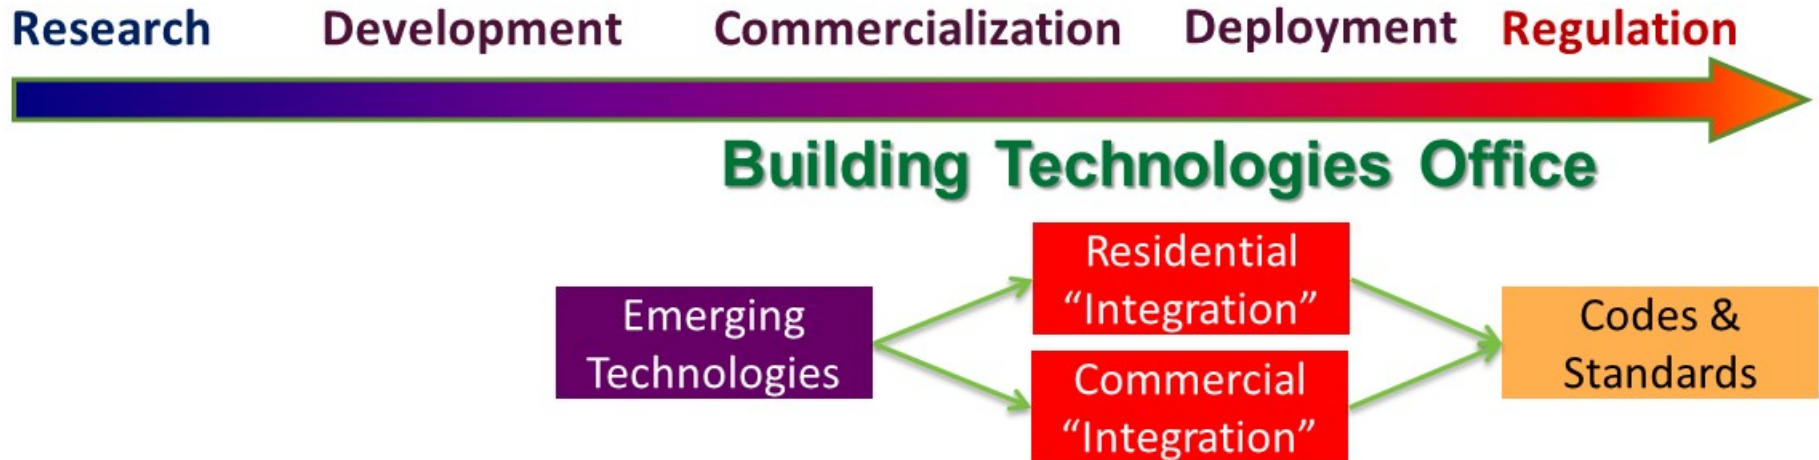 Research Development Commercialization Deployment Regulation
Building Technologies Office
Emerging
Technologies
Residential
“Integration”
Commercial
“Integration”
Codes &
Standards